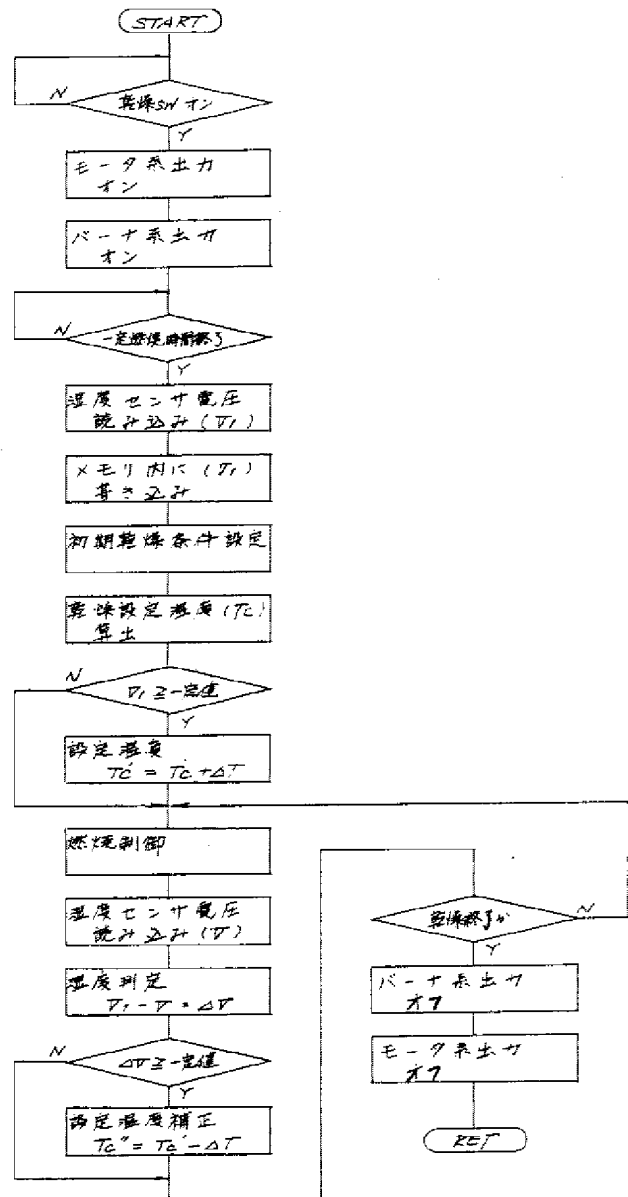 START
乾燥SWオン
N
Y
モータ系出力
オン
バーナ系出力
オン
一定燃焼時間終了
N
Y
湿度センサ電圧
読み込み(V₁)
メモリ内に(V₁)
書き込み
初期乾燥条件設定
乾燥設定温度(Tc)
算出
N
V₁≧一定値
Y
設定温度
Tc' = Tc + ΔT
燃焼制御
湿度センサ電圧
読み込み(V)
湿度判定
V₁ - V = ΔV
N
ΔV≧一定値
Y
設定温度補正
Tc" = Tc' - ΔT
乾燥終了か
N
Y
バーナ系出力
オフ
モータ系出力
オフ
RET